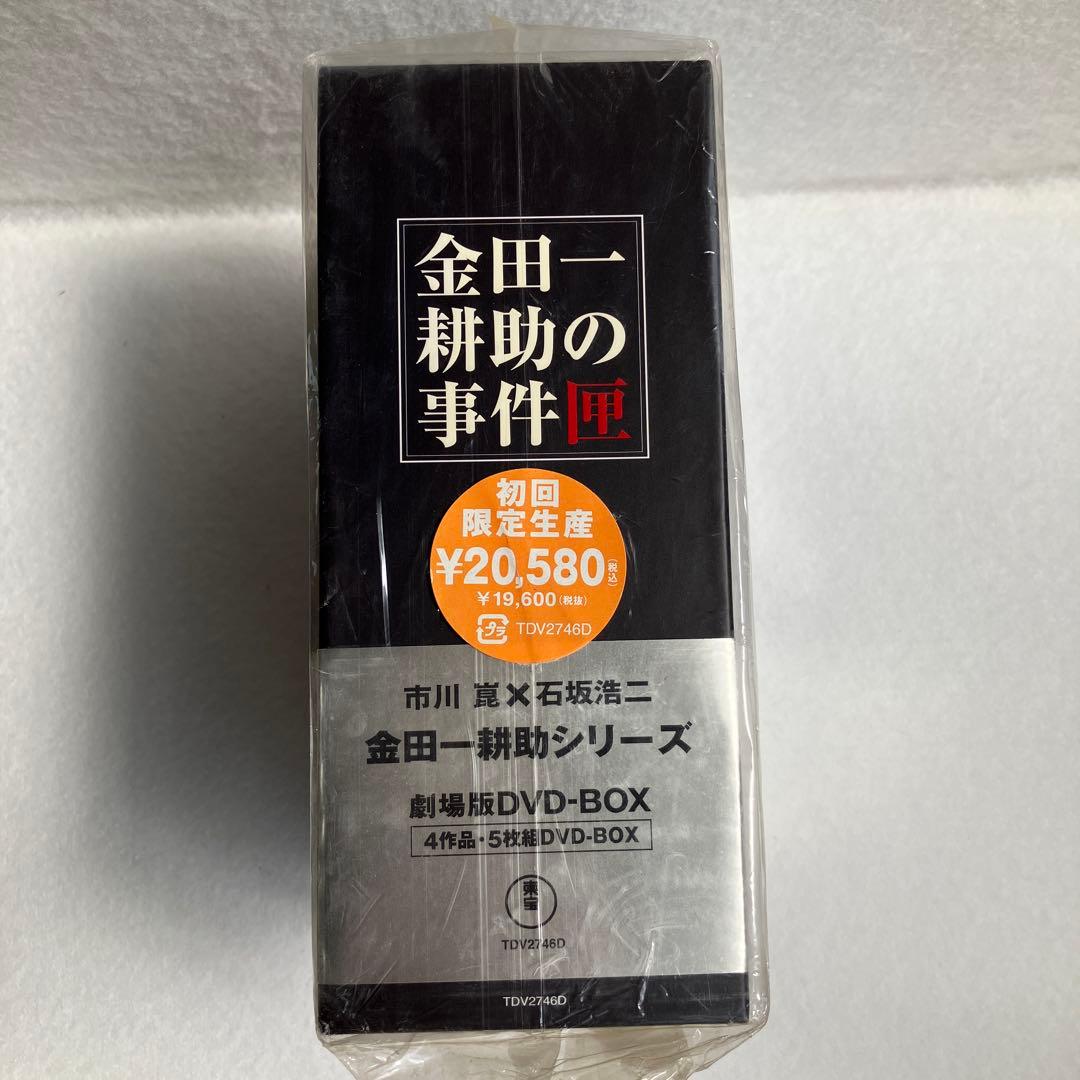 金田一
耕助の
事件匣
初回
限定生産
¥20,580(税込)
¥19,600(税抜)
プラ TDV2746D
市川 崑×石坂浩二
金田一耕助シリーズ
劇場版DVD-BOX
4作品・5枚組DVD-BOX
東宝
TDV2746D
TDV2746D